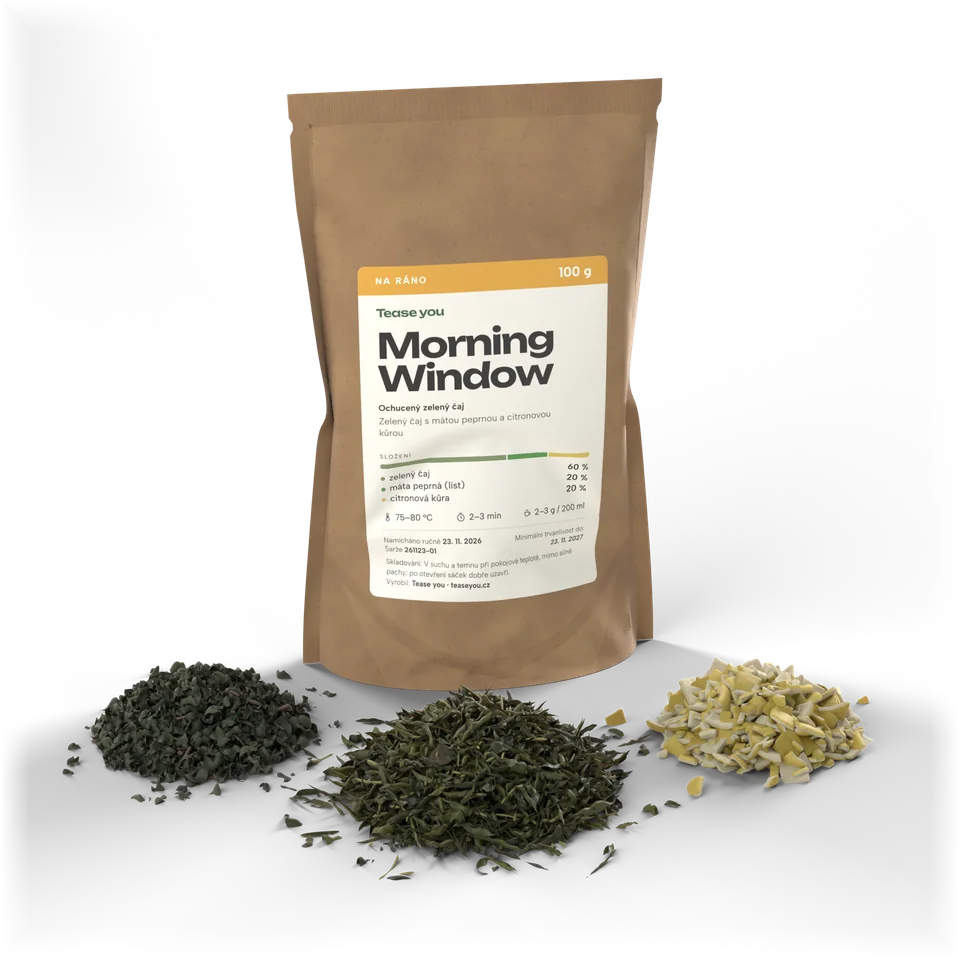 NA RÁNO
100 g
Tease you
Morning
Window
Ochucený zelený čaj
Zelený čaj s mátou peprnou a citronovou
kůrou
SLOŽENÍ
zelený čaj 60 %
máta peprná (list) 20 %
citronová kůra 20 %
75–80 °C 2–3 min 2–3 g / 200 ml
Namícháno ručně 23. 11. 2026
Šarže 261123-01
Minimální trvanlivost do:
23. 11. 2027
Skladování: V suchu a temnu při pokojové teplotě, mimo silné
pachy; po otevření sáček dobře uzavři.
Vyrobil: Tease you · teaseyou.cz